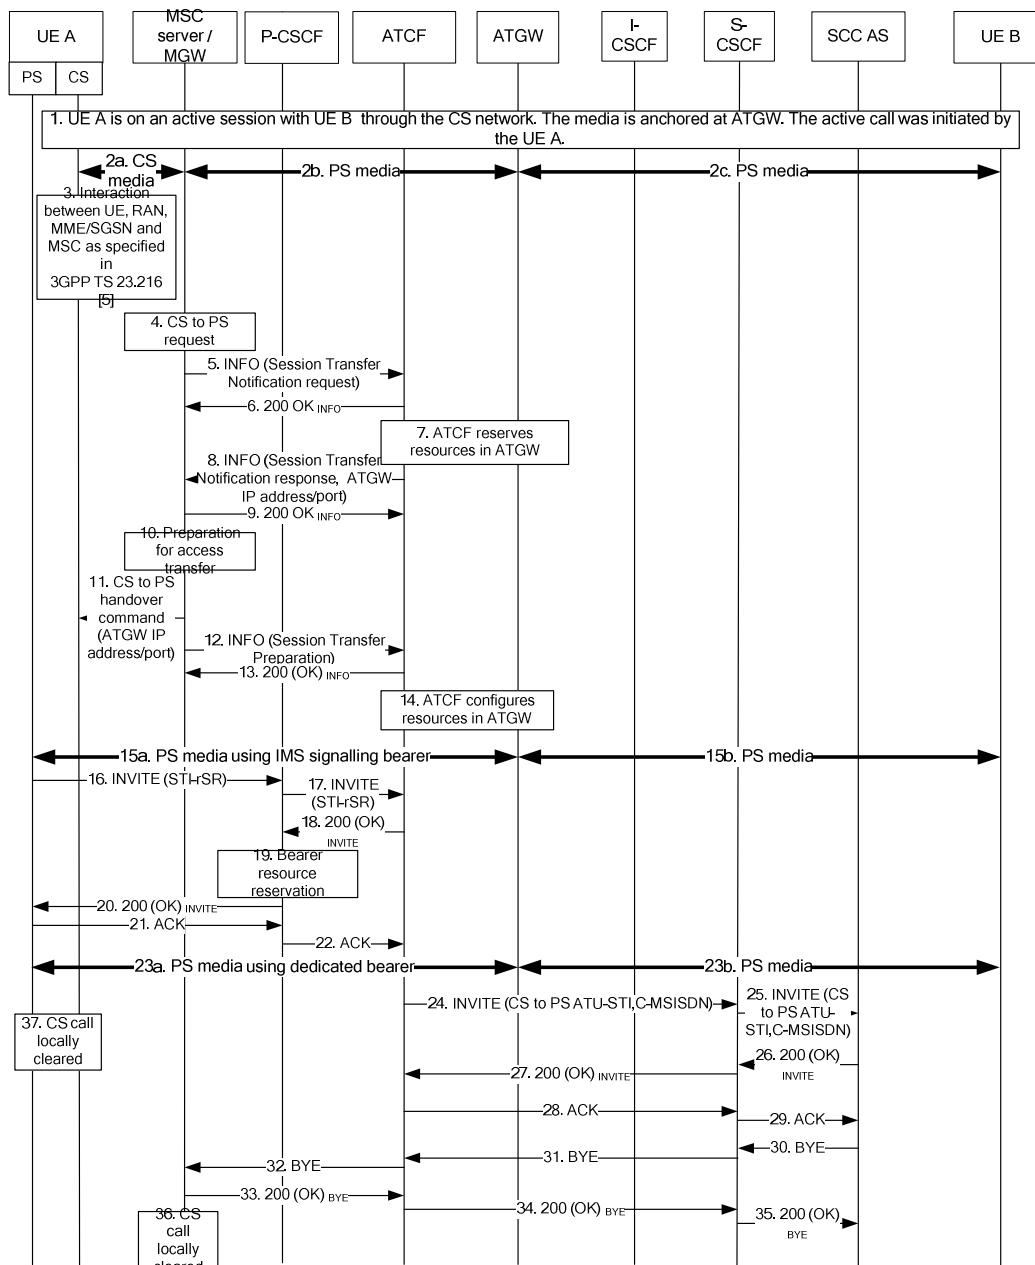 UE A
MSC
server /
MGW
P-CSCF
ATCF
ATGW
I-
CSCF
S-
CSCF
SCC AS
UE B
PS
CS
1. UE A is on an active session with UE B through the CS network. The media is anchored at ATGW. The active call was initiated by
the UE A.
2a. CS
media
2b. PS media
2c. PS media
3. Interaction
between UE, RAN,
MME/SGSN and
MSC as specified
in
3GPP TS 23.216
[5]
4. CS to PS
request
5. INFO (Session Transfer
Notification request)
6. 200 OK INFO
7. ATCF reserves
resources in ATGW
8. INFO (Session Transfer
Notification response, ATGW
IP address/port)
9. 200 OK INFO
10. Preparation
for access
transfer
11. CS to PS
handover
command
(ATGW IP
address/port)
12. INFO (Session Transfer
Preparation)
13. 200 (OK) INFO
14. ATCF configures
resources in ATGW
15a. PS media using IMS signalling bearer
15b. PS media
16. INVITE (STI-rSR)
17. INVITE
(STI-rSR)
18. 200 (OK)
INVITE
19. Bearer
resource
reservation
20. 200 (OK) INVITE
21. ACK
22. ACK
23a. PS media using dedicated bearer
23b. PS media
24. INVITE (CS to PS ATU-STI,C-MSISDN)
25. INVITE (CS
to PS ATU-
STI,C-MSISDN)
37. CS call
locally
cleared
26. 200 (OK)
INVITE
27. 200 (OK) INVITE
28. ACK
29. ACK
30. BYE
31. BYE
32. BYE
33. 200 (OK) BYE
34. 200 (OK) BYE
35. 200 (OK)
BYE
36. CS
call
locally
cleared